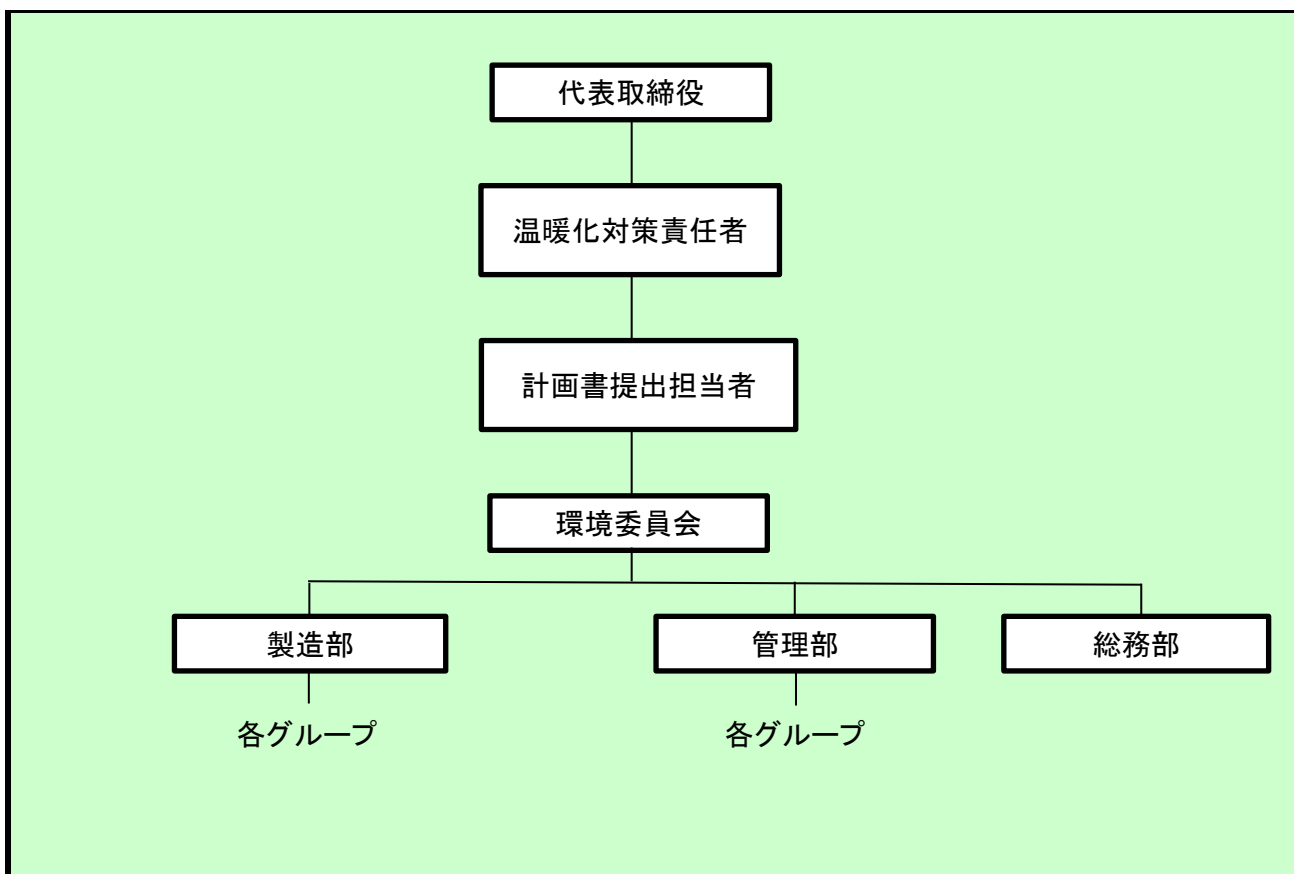 代表取締役
温暖化対策責任者
計画書提出担当者
環境委員会
製造部
管理部
総務部
各グループ
各グループ